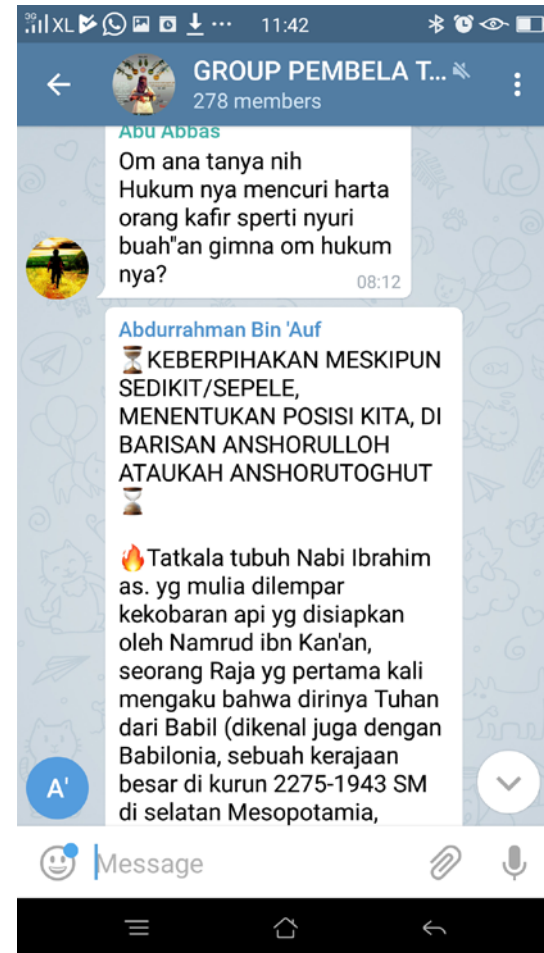 XL 11:42
GROUP PEMBELA T...
278 members
Abu Abbas
Om ana tanya nih
Hukum nya mencuri harta
orang kafir sperti nyuri
buah"an gimna om hukum
nya?
08:12
Abdurrahman Bin 'Auf
⏳KEBERPIHAKAN MESKIPUN
SEDIKIT/SEPELE,
MENENTUKAN POSISI KITA, DI
BARISAN ANSHORULLOH
ATAUKAH ANSHORUTOGHUT
⏳
🔥Tatkala tubuh Nabi Ibrahim
as. yg mulia dilempar
kekobaran api yg disiapkan
oleh Namrud ibn Kan'an,
seorang Raja yg pertama kali
mengaku bahwa dirinya Tuhan
dari Babil (dikenal juga dengan
Babilonia, sebuah kerajaan
besar di kurun 2275-1943 SM
di selatan Mesopotamia,
A'
Message